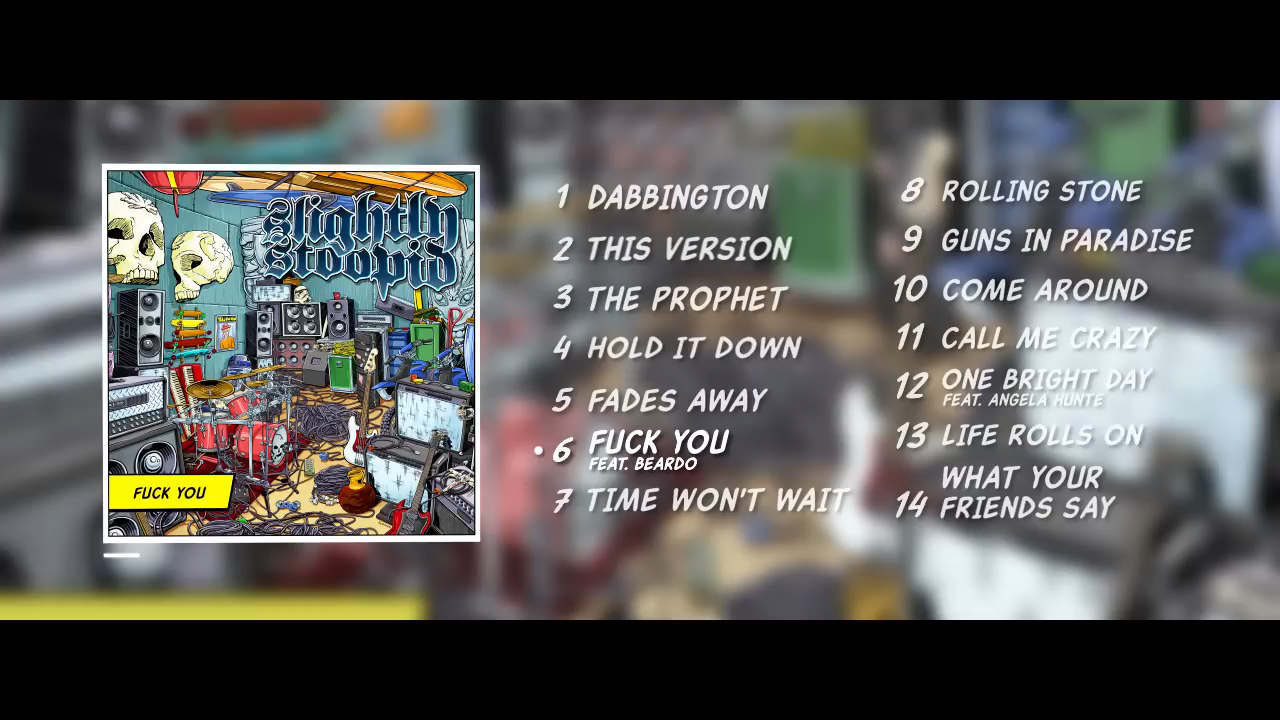 slightly
stoopid
FUCK YOU
1 DABBINGTON
2 THIS VERSION
3 THE PROPHET
4 HOLD IT DOWN
5 FADES AWAY
6 FUCK YOU
FEAT. BEARDO
7 TIME WON'T WAIT
8 ROLLING STONE
9 GUNS IN PARADISE
10 COME AROUND
11 CALL ME CRAZY
12 ONE BRIGHT DAY
FEAT. ANGELA HUNTE
13 LIFE ROLLS ON
WHAT YOUR
14 FRIENDS SAY